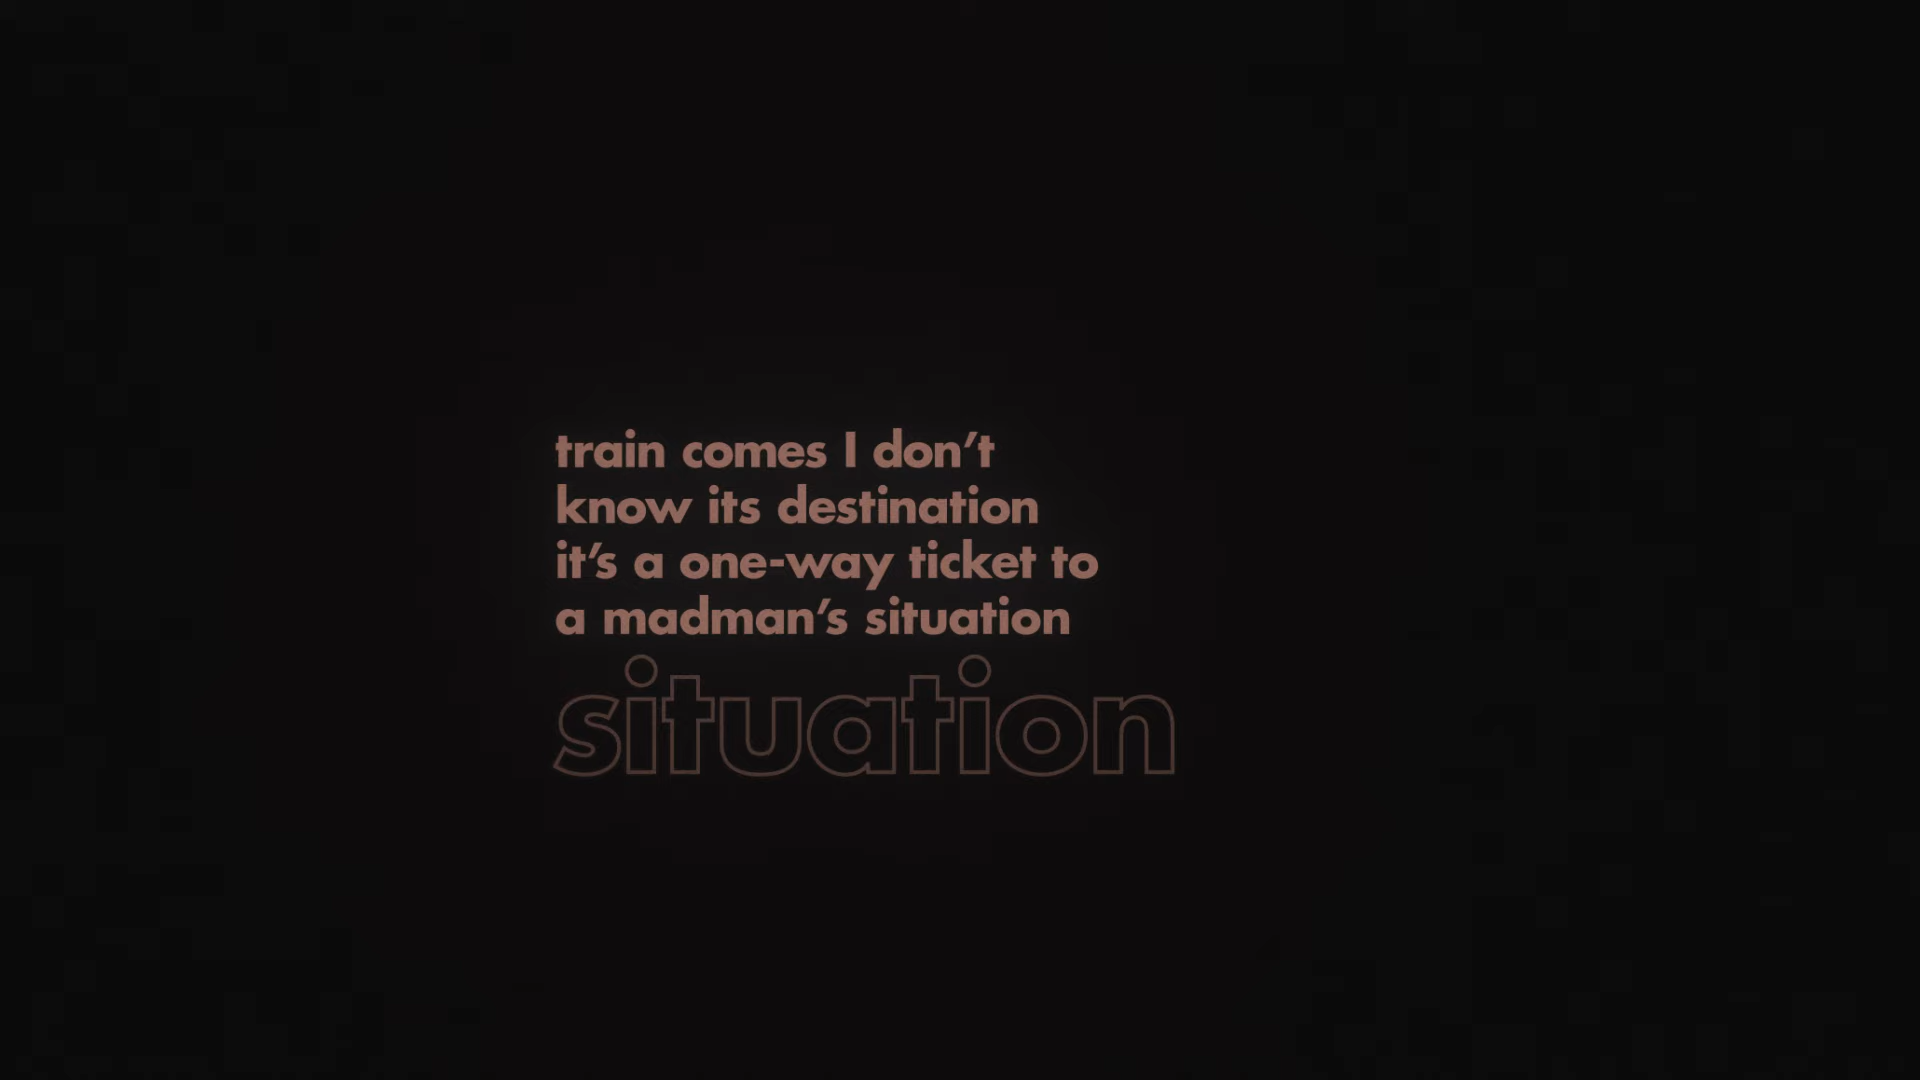 train comes I don’t
know its destination
it’s a one-way ticket to
a madman’s situation
situation